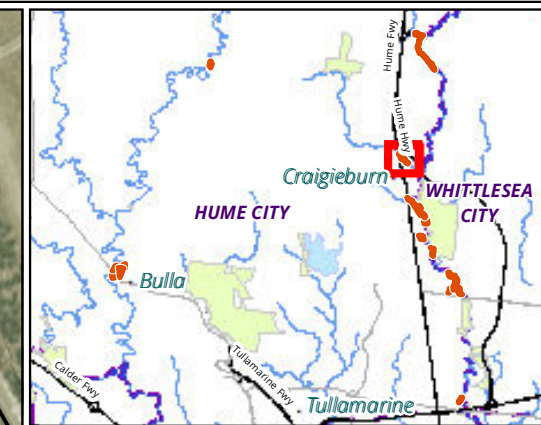 Hume Fwy
Hume Hwy
Craigieburn
WHITTLESEA
CITY
HUME CITY
Bulla
Calder Fwy
Tullamarine Fwy
Tullamarine